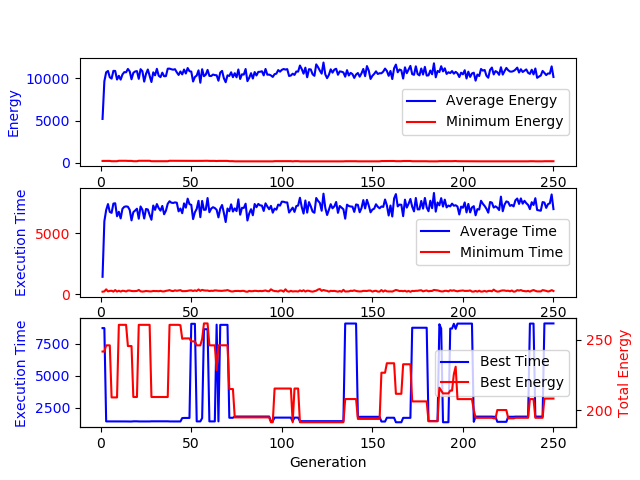 10000
5000
0
Energy
Average Energy
Minimum Energy
0 50 100 150 200 250
5000
0
Execution Time
Average Time
Minimum Time
0 50 100 150 200 250
7500
5000
2500
Execution Time
Best Time
Best Energy
250
200
Total Energy
0 50 100 150 200 250
Generation